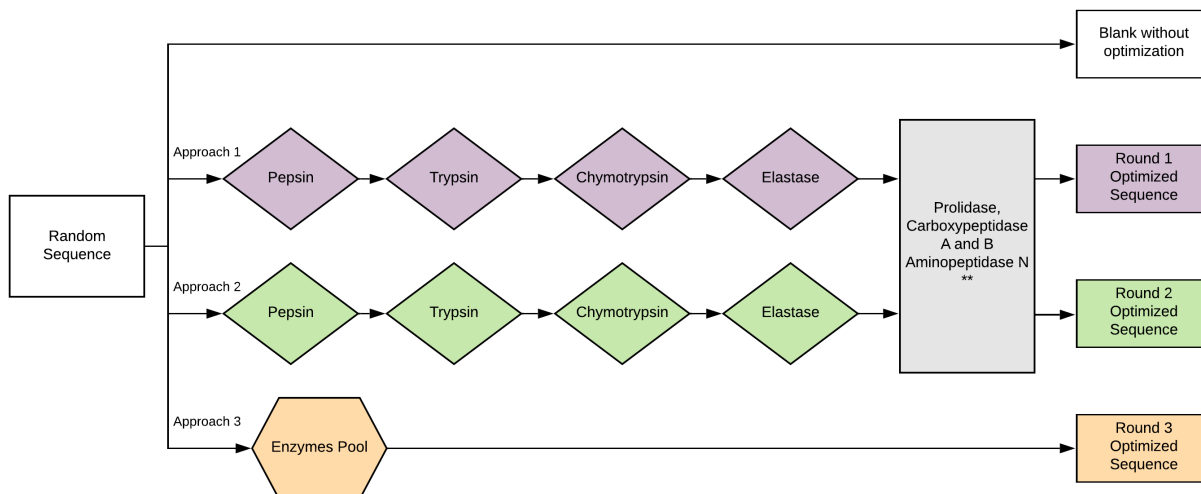 Blank without
optimization
Approach 1
Pepsin
Trypsin
Chymotrypsin
Elastase
Round 1
Optimized
Sequence
Random
Sequence
Prolidase,
Carboxypeptidase
A and B
Aminopeptidase N
**
Approach 2
Pepsin
Trypsin
Chymotrypsin
Elastase
Round 2
Optimized
Sequence
Approach 3
Enzymes Pool
Round 3
Optimized
Sequence